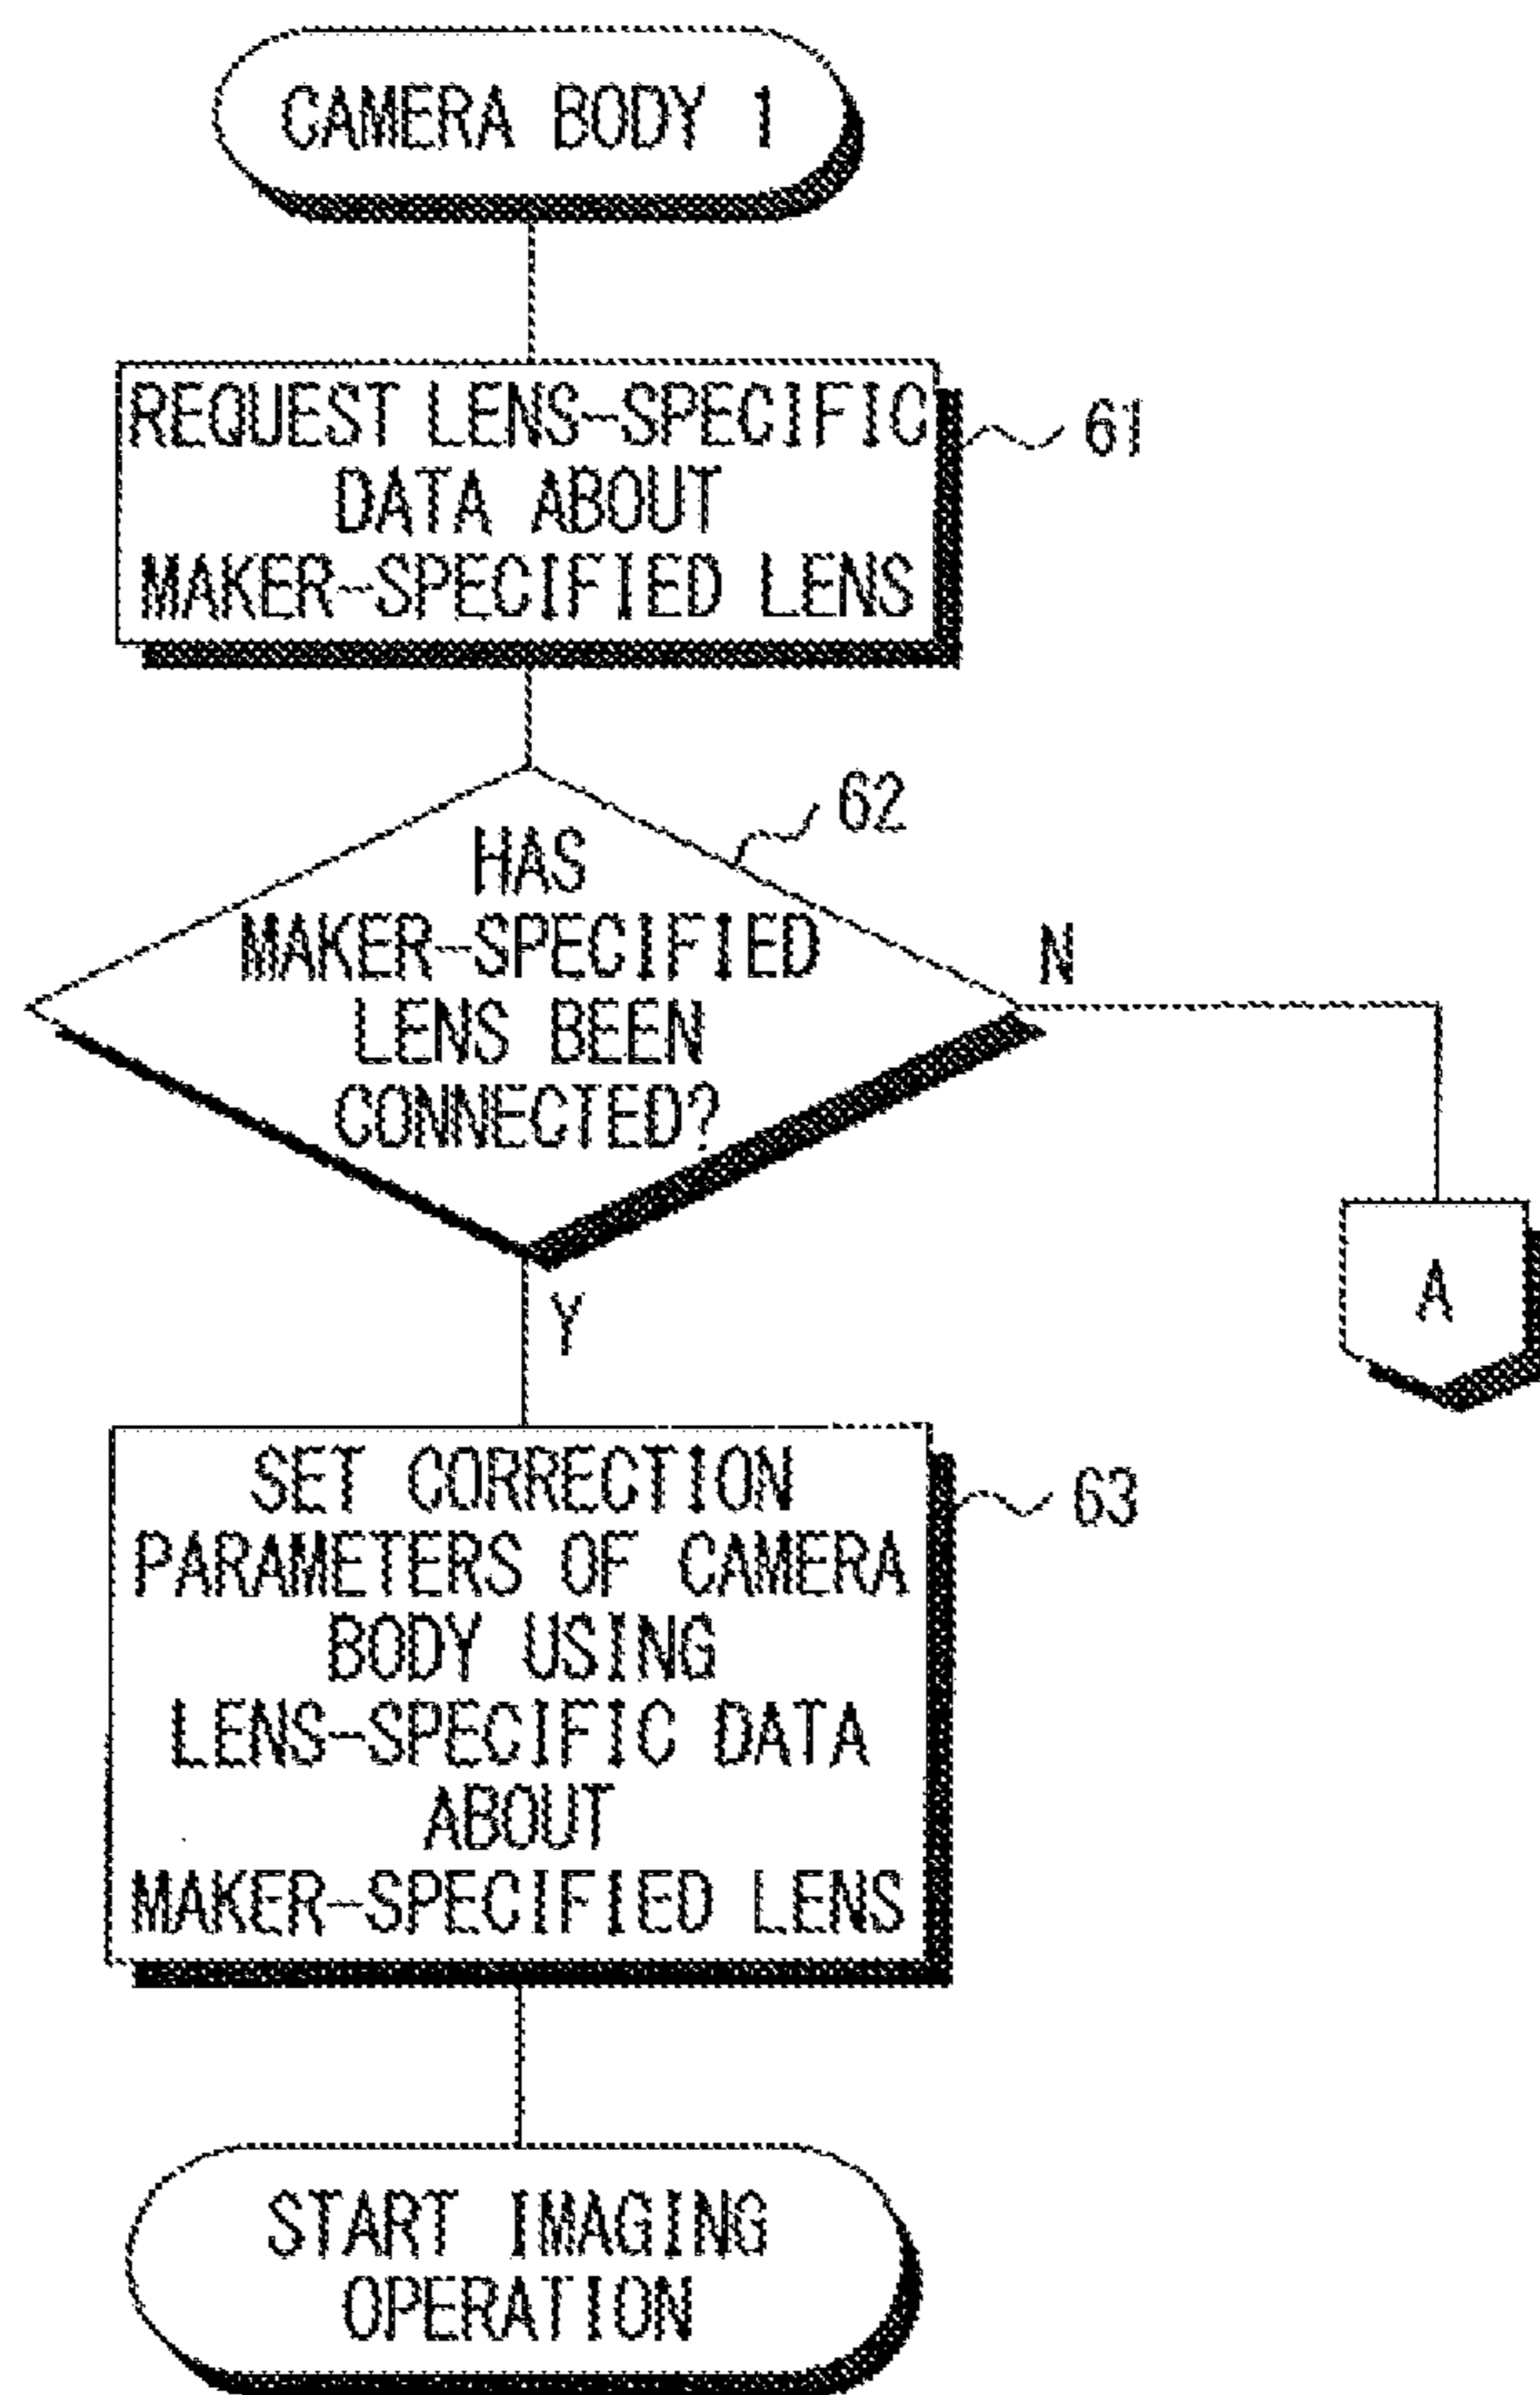 CAMERA BODY 1
REQUEST LENS-SPECIFIC
DATA ABOUT
MAKER-SPECIFIED LENS
61
62
HAS
MAKER-SPECIFIED
LENS BEEN
CONNECTED?
N
Y
A
SET CORRECTION
PARAMETERS OF CAMERA
BODY USING
LENS-SPECIFIC DATA
ABOUT
MAKER-SPECIFIED LENS
63
START IMAGING
OPERATION